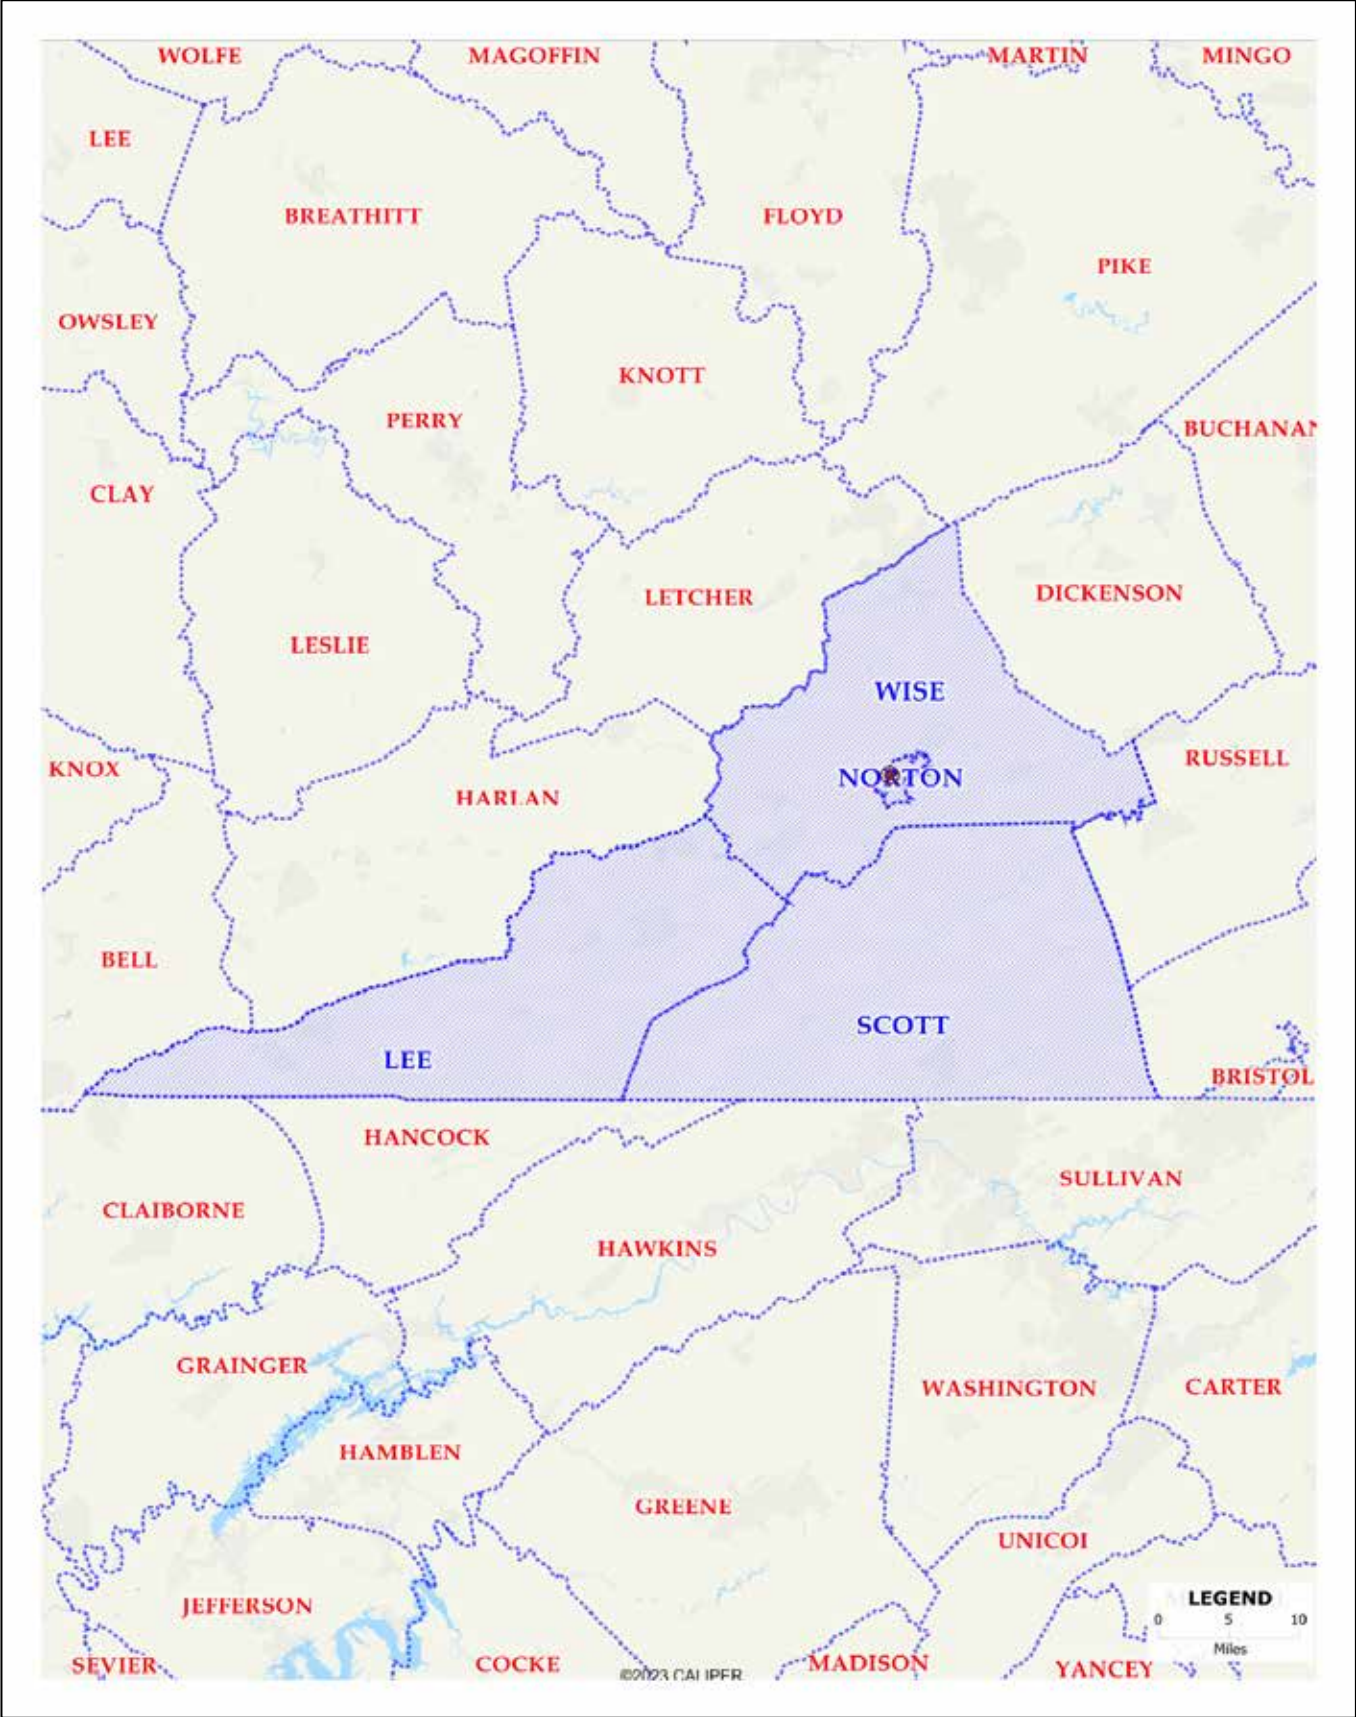 WOLFE
MAGOFFIN
MARTIN
MINGO
LEE
BREATHITT
FLOYD
PIKE
OWSLEY
KNOTT
PERRY
BUCHANAN
CLAY
DICKENSON
LETCHER
LESLIE
WISE
RUSSELL
KNOX
NORTON
HARLAN
BELL
SCOTT
LEE
BRISTOL
HANCOCK
SULLIVAN
CLAIBORNE
HAWKINS
GRAINGER
WASHINGTON
CARTER
HAMBLEN
GREENE
UNICOI
LEGEND
0 5 10
Miles
JEFFERSON
SEVIER
COCKE
©2023 CALIPER
MADISON
YANCEY